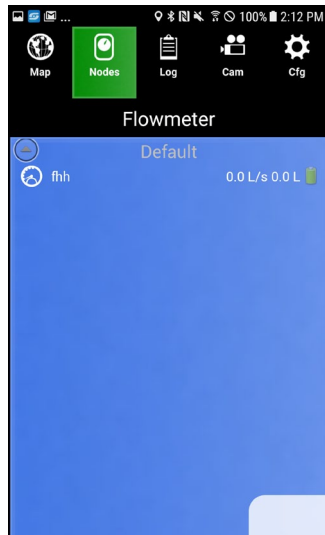 ... 100% 2:12 PM
Map Nodes Log Cam Cfg
Flowmeter
Default
fhh 0.0 L/s 0.0 L